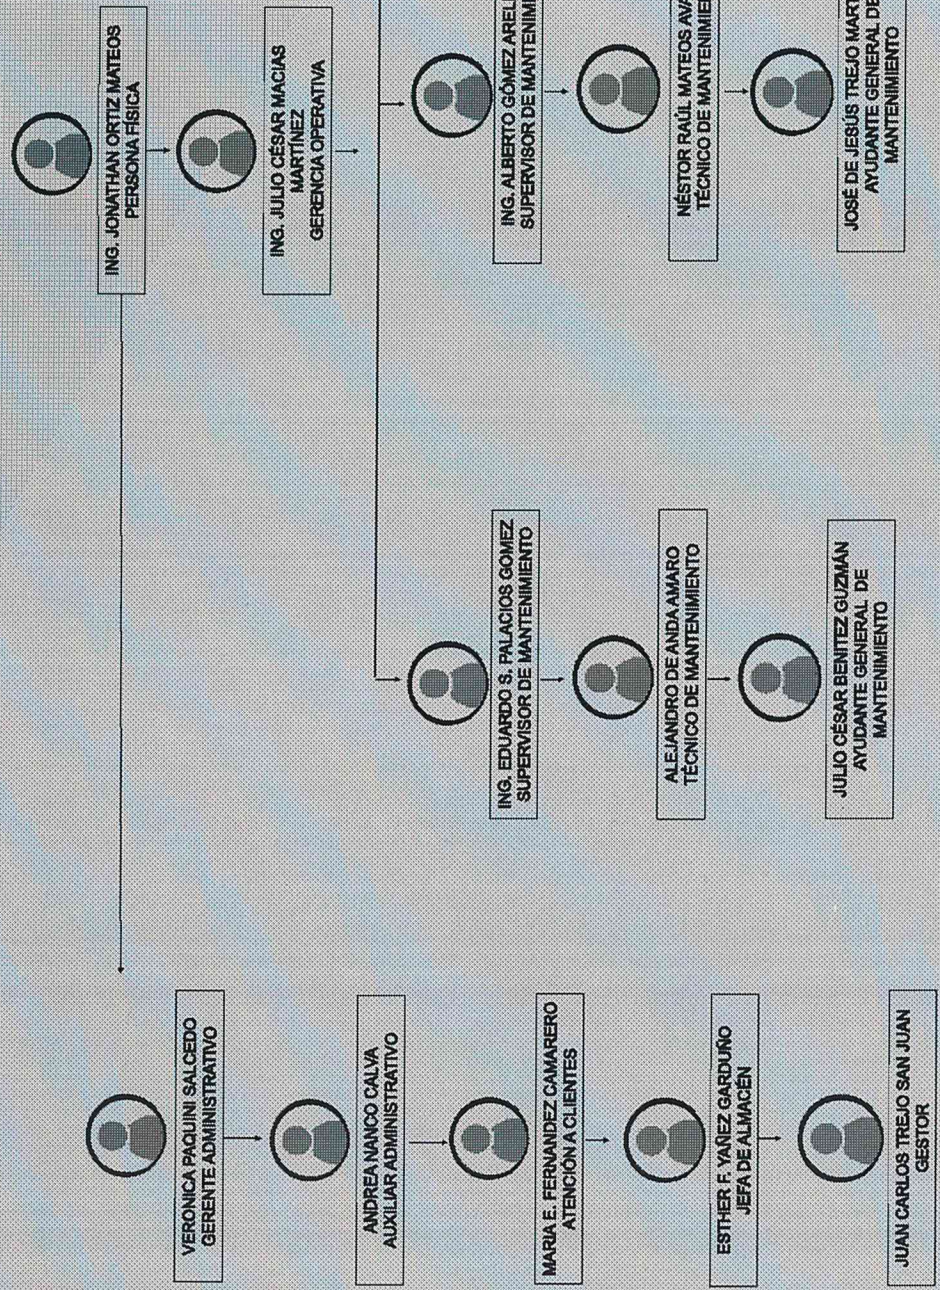 ING. JONATHAN ORTIZ MATEOS
PERSONA FÍSICA
ING. JULIO CÉSAR MACIAS
MARTÍNEZ
GERENCIA OPERATIVA
VERONICA PAQUINI SALCEDO
GERENTE ADMINISTRATIVO
ANDREA NANCO CALVA
AUXILIAR ADMINISTRATIVO
MARIA E. FERNANDEZ CAMARERO
ATENCIÓN A CLIENTES
ESTHER F. YAÑEZ GARDUÑO
JEFA DE ALMACÉN
JUAN CARLOS TREJO SAN JUAN
GESTOR
ING. EDUARDO S. PALACIOS GOMEZ
SUPERVISOR DE MANTENIMIENTO
ALEJANDRO DE ANDA AMARO
TÉCNICO DE MANTENIMIENTO
JULIO CÉSAR BENITEZ GUZMÁN
AYUDANTE GENERAL DE
MANTENIMIENTO
ING. ALBERTO GÓMEZ
SUPERVISOR DE
NÉSTOR RAÚL MATEOS
TÉCNICO DE
JOSÉ DE JESÚS TREJO
AYUDANTE GENERAL DE
MANTENIMIENTO